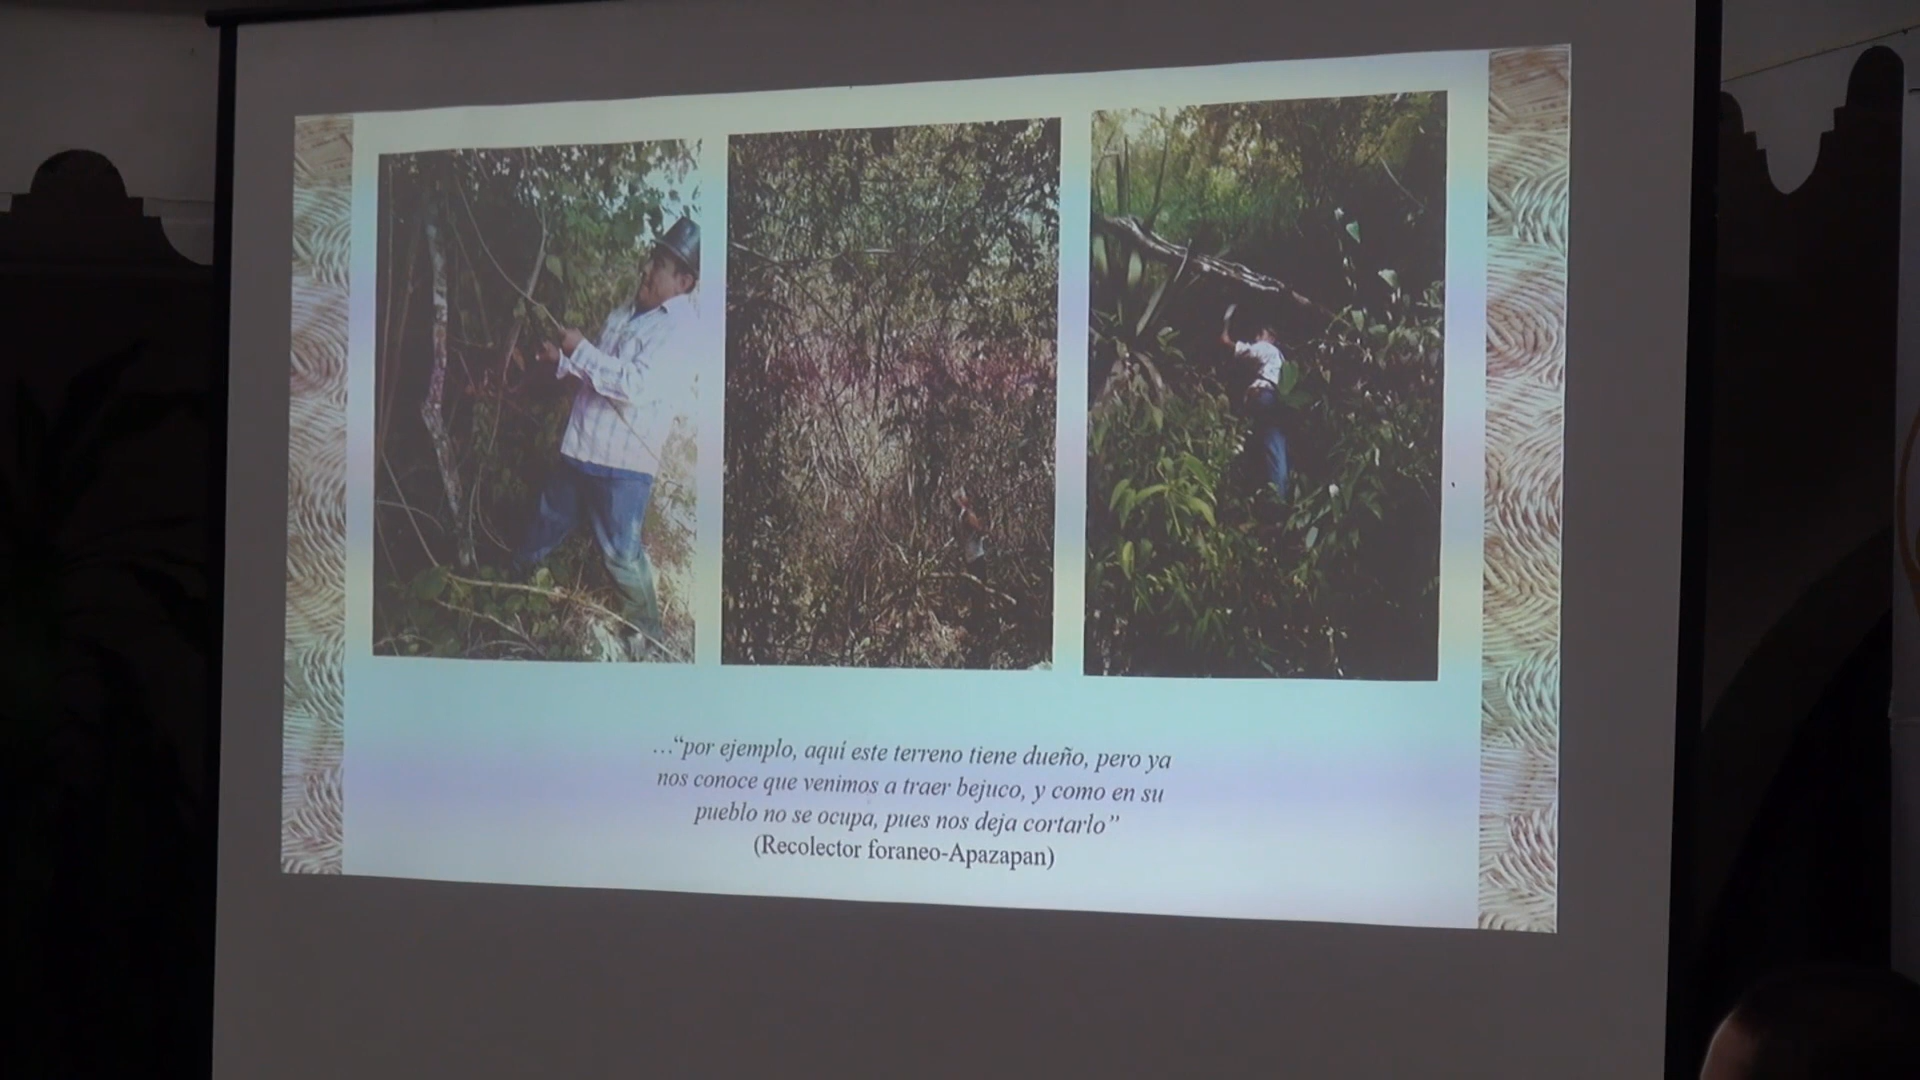 …“por ejemplo, aquí este terreno tiene dueño, pero ya
nos conoce que venimos a traer bejuco, y como en su
pueblo no se ocupa, pues nos deja cortarlo”
(Recolector foraneo-Apazapan)